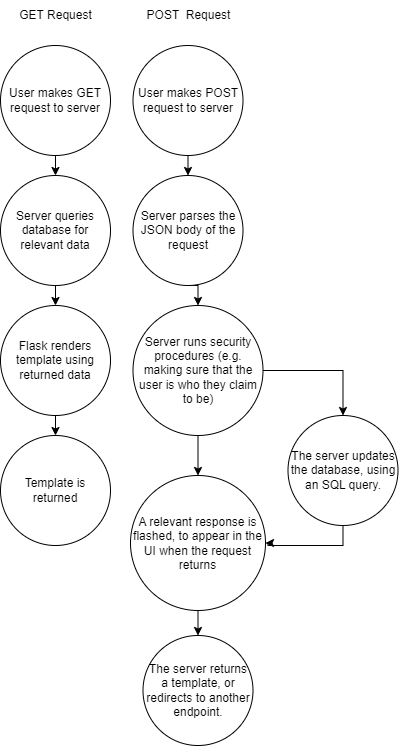 GET Request
POST  Request
User makes GET
request to server
User makes POST
request to server
Server queries
database for
relevant data
Server parses the
JSON body of the
request
Flask renders
template using
returned data
Server runs security
procedures (e.g.
making sure that the
user is who they claim
to be)
Template is
returned
The server updates
the database, using
an SQL query.
A relevant response is
flashed, to appear in the
UI when the request
returns
The server returns
a template, or
redirects to another
endpoint.